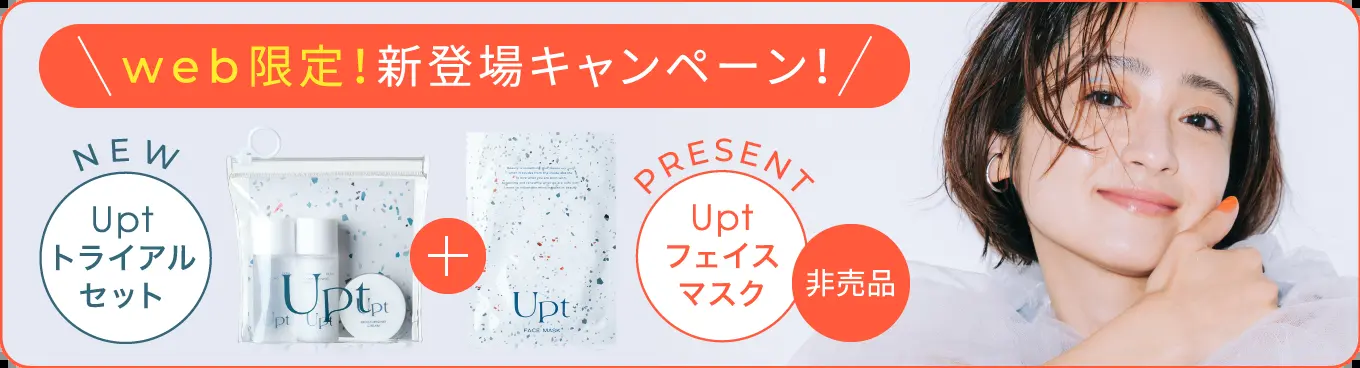 web限定！新登場キャンペーン！
NEW
Upt
トライアル
セット
Upt
Upt
Upt
Upt
FACE MASK
PRESENT
Upt
フェイス
マスク
非売品